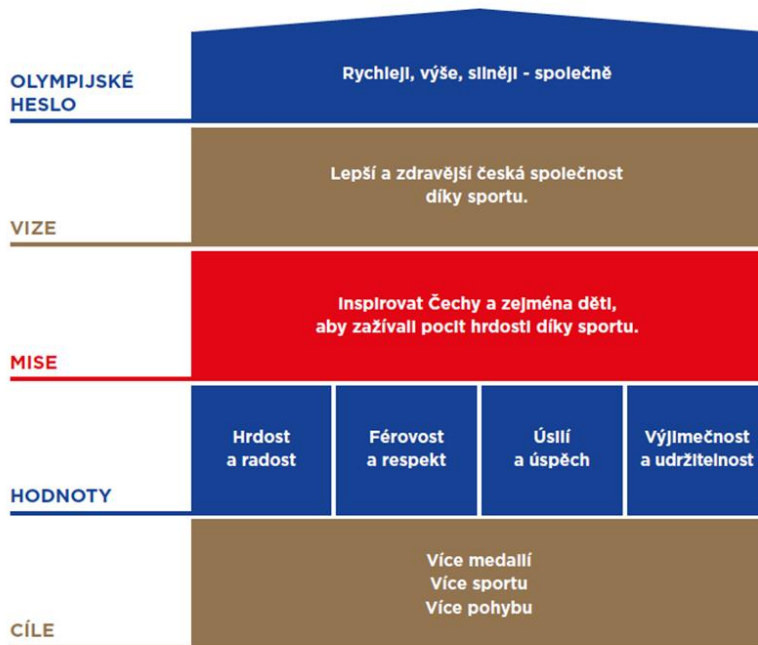 OLYMPIJSKÉ
HESLO
Rychleji, výše, silněji - společně
VIZE
Lepší a zdravější česká společnost
díky sportu.
MISE
Inspirovat Čechy a zejména děti,
aby zažívali pocit hrdosti díky sportu.
HODNOTY
Hrdost
a radost
Férovost
a respekt
Úsilí
a úspěch
Výjimečnost
a udržitelnost
CÍLE
Více medailí
Více sportu
Více pohybu